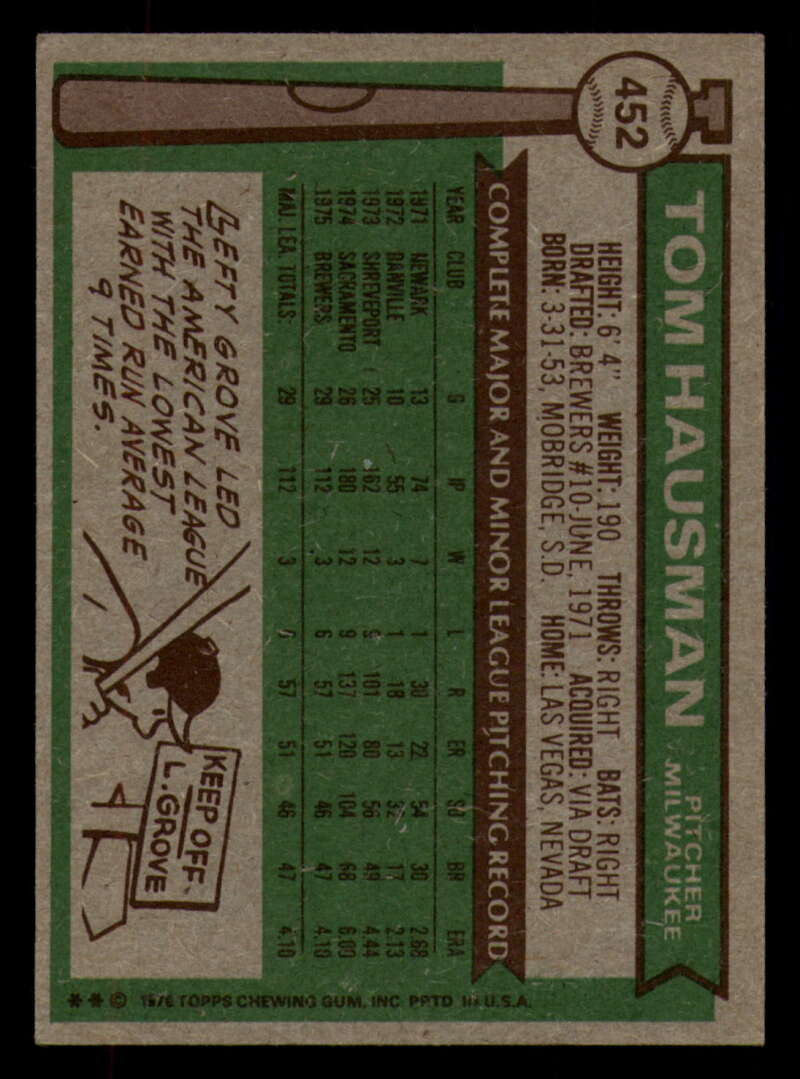 452
TOM HAUSMAN
PITCHER
MILWAUKEE
HEIGHT: 6' 4" WEIGHT: 190 THROWS: RIGHT BATS: RIGHT
DRAFTED: BREWERS #10-JUNE, 1971 ACQUIRED: VIA DRAFT
BORN: 3-31-53, MOBRIDGE, S.D. HOME: LAS VEGAS, NEVADA
COMPLETE MAJOR AND MINOR LEAGUE PITCHING RECORD
YEAR CLUB G IP W L R ER SO BR ERA
1971 NEWARK 13 74 7 1 30 22 54 30 2.68
1972 DANVILLE 10 55 3 1 18 13 32 17 2.13
1973 SHREVEPORT 25 162 12 9 101 80 56 49 4.44
1974 SACRAMENTO 26 180 12 9 137 120 104 68 6.00
1975 BREWERS 29 112 3 6 57 51 46 47 4.10
MAJ. LEA. TOTALS 29 112 3 6 57 51 46 47 4.10
LEFTY GROVE LED
THE AMERICAN LEAGUE
WITH THE LOWEST
EARNED RUN AVERAGE
9 TIMES.
KEEP OFF
L. GROVE
** © 1976 TOPPS CHEWING GUM, INC PRTD IN U.S.A.